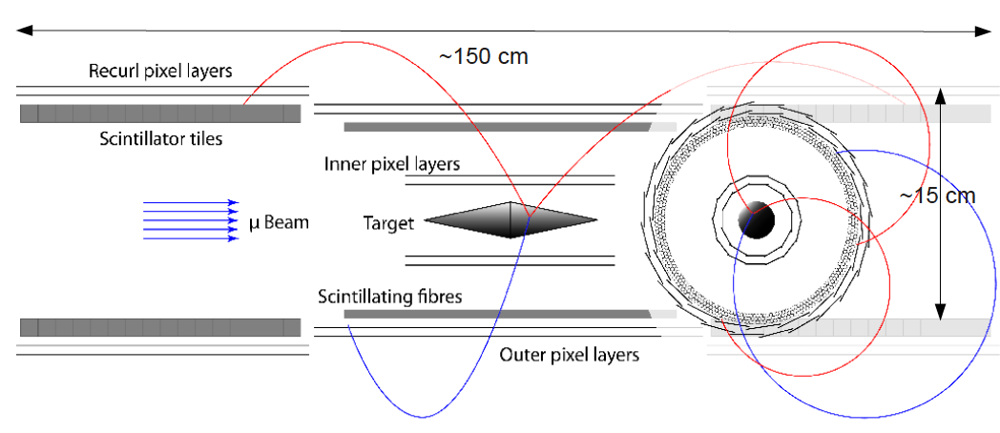 ~150 cm
Recurl pixel layers
Scintillator tiles
Inner pixel layers
~15 cm
μ Beam
Target
Scintillating fibres
Outer pixel layers